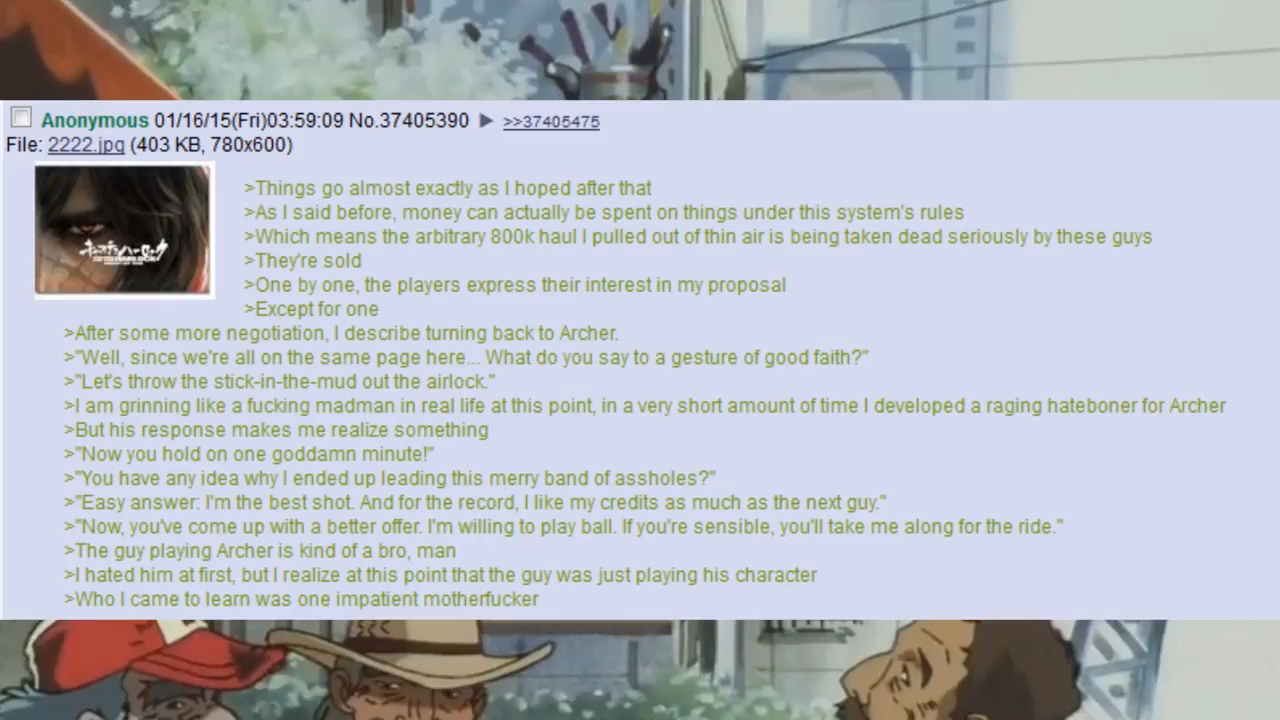 Anonymous 01/16/15(Fri)03:59:09 No.37405390 ▶ >>37405475
File: 2222.jpg (403 KB, 780x600)
>Things go almost exactly as I hoped after that
>As I said before, money can actually be spent on things under this system's rules
>Which means the arbitrary 800k haul I pulled out of thin air is being taken dead seriously by these guys
>They're sold
>One by one, the players express their interest in my proposal
>Except for one
>After some more negotiation, I describe turning back to Archer.
>"Well, since we're all on the same page here... What do you say to a gesture of good faith?"
>"Let's throw the stick-in-the-mud out the airlock."
>I am grinning like a fucking madman in real life at this point, in a very short amount of time I developed a raging hateboner for Archer
>But his response makes me realize something
>"Now you hold on one goddamn minute!"
>"You have any idea why I ended up leading this merry band of assholes?"
>"Easy answer: I'm the best shot. And for the record, I like my credits as much as the next guy."
>"Now, you've come up with a better offer. I'm willing to play ball. If you're sensible, you'll take me along for the ride."
>The guy playing Archer is kind of a bro, man
>I hated him at first, but I realize at this point that the guy was just playing his character
>Who I came to learn was one impatient motherfucker